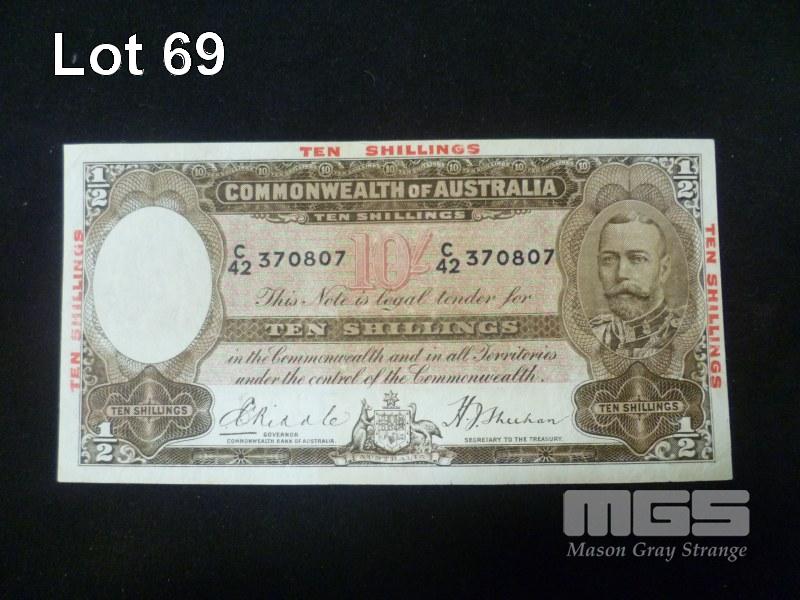 Lot 69
TEN SHILLINGS
1/2
1/2
COMMONWEALTH OF AUSTRALIA
TEN SHILLINGS
C/42 370807 10/- C/42 370807
This Note is legal tender for
TEN SHILLINGS
in the Commonwealth and in all Territories
under the control of the Commonwealth.
TEN SHILLINGS
TEN SHILLINGS
TEN SHILLINGS
TEN SHILLINGS
1/2
1/2
E Riddle
H.J. Sheehan
GOVERNOR
COMMONWEALTH BANK OF AUSTRALIA.
SECRETARY TO THE TREASURY.
AUSTRALIA
MGS
Mason Gray Strange